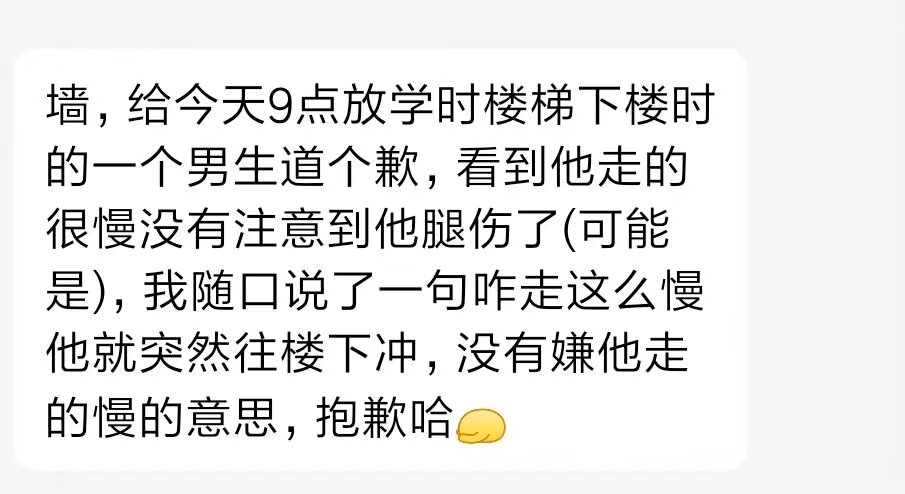 墙，给今天9点放学时楼梯下楼时
的一个男生道个歉，看到他走的
很慢没有注意到他腿伤了(可能
是)，我随口说了一句咋走这么慢
他就突然往楼下冲，没有嫌他走
的慢的意思，抱歉哈